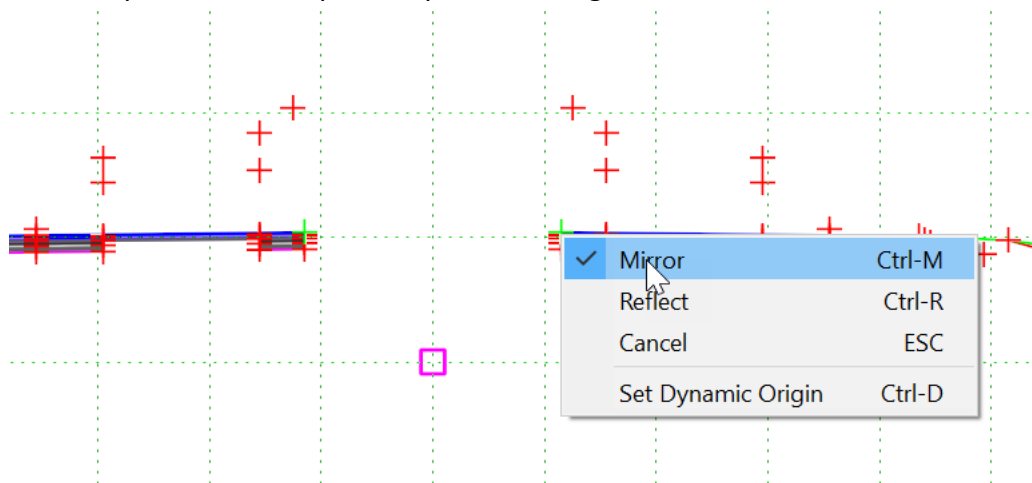 Mirror Ctrl-M
Reflect Ctrl-R
Cancel ESC
Set Dynamic Origin Ctrl-D